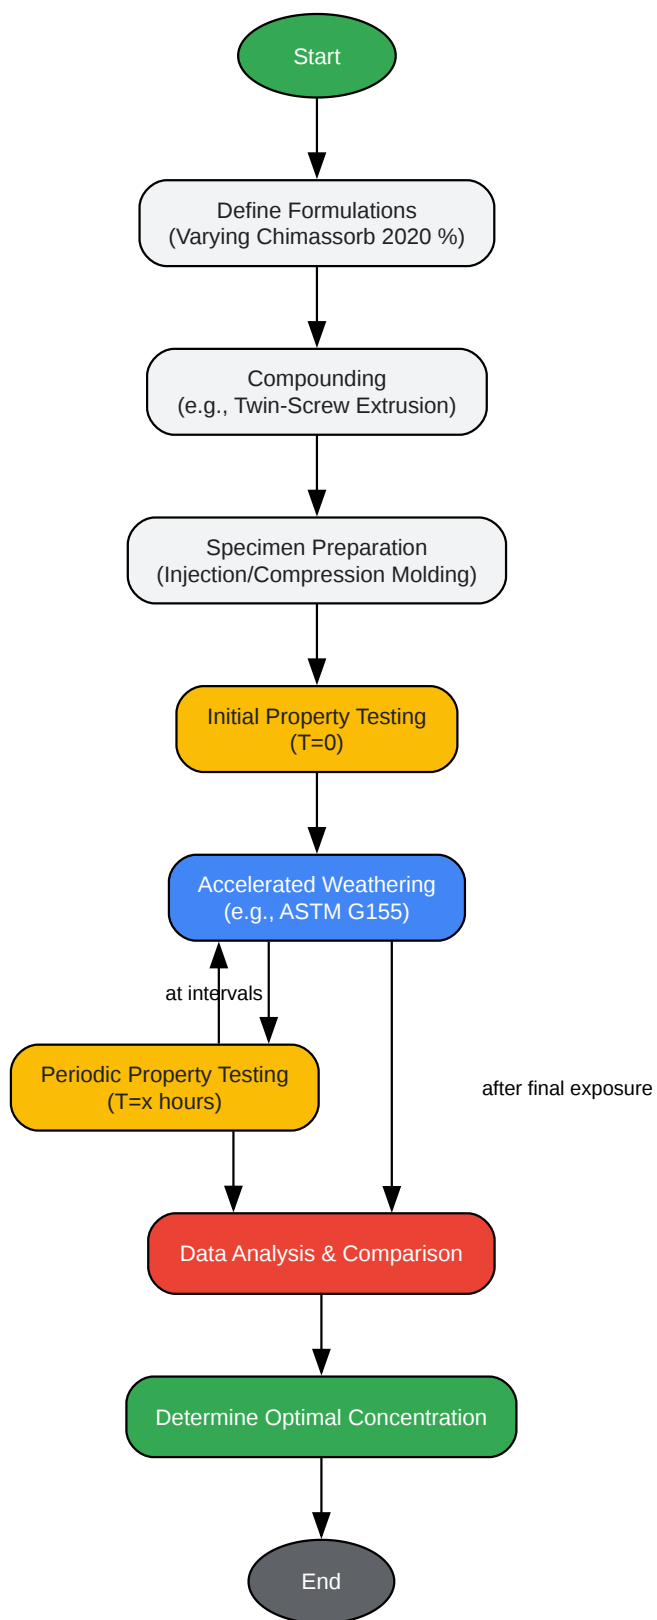 Start
Define Formulations
(Varying Chimassorb 2020 %)
Compounding
(e.g., Twin-Screw Extrusion)
Specimen Preparation
(Injection/Compression Molding)
Initial Property Testing
(T=0)
Accelerated Weathering
(e.g., ASTM G155)
at intervals
Periodic Property Testing
(T=x hours)
after final exposure
Data Analysis & Comparison
Determine Optimal Concentration
End